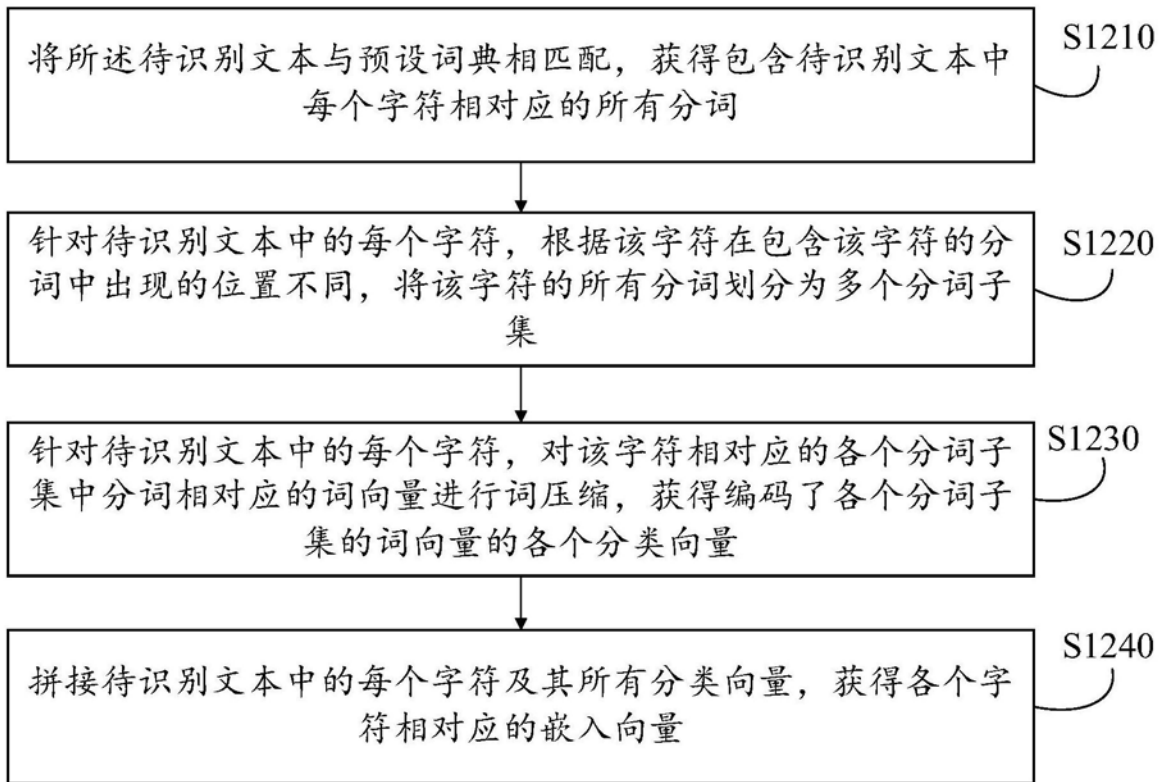 将所述待识别文本与预设词典相匹配，获得包含待识别文本中
每个字符相对应的所有分词
S1210
针对待识别文本中的每个字符，根据该字符在包含该字符的分
词中出现的位置不同，将该字符的所有分词划分为多个分词子
集
S1220
针对待识别文本中的每个字符，对该字符相对应的各个分词子
集中分词相对应的词向量进行词压缩，获得编码了各个分词子
集的词向量的各个分类向量
S1230
拼接待识别文本中的每个字符及其所有分类向量，获得各个字
符相对应的嵌入向量
S1240